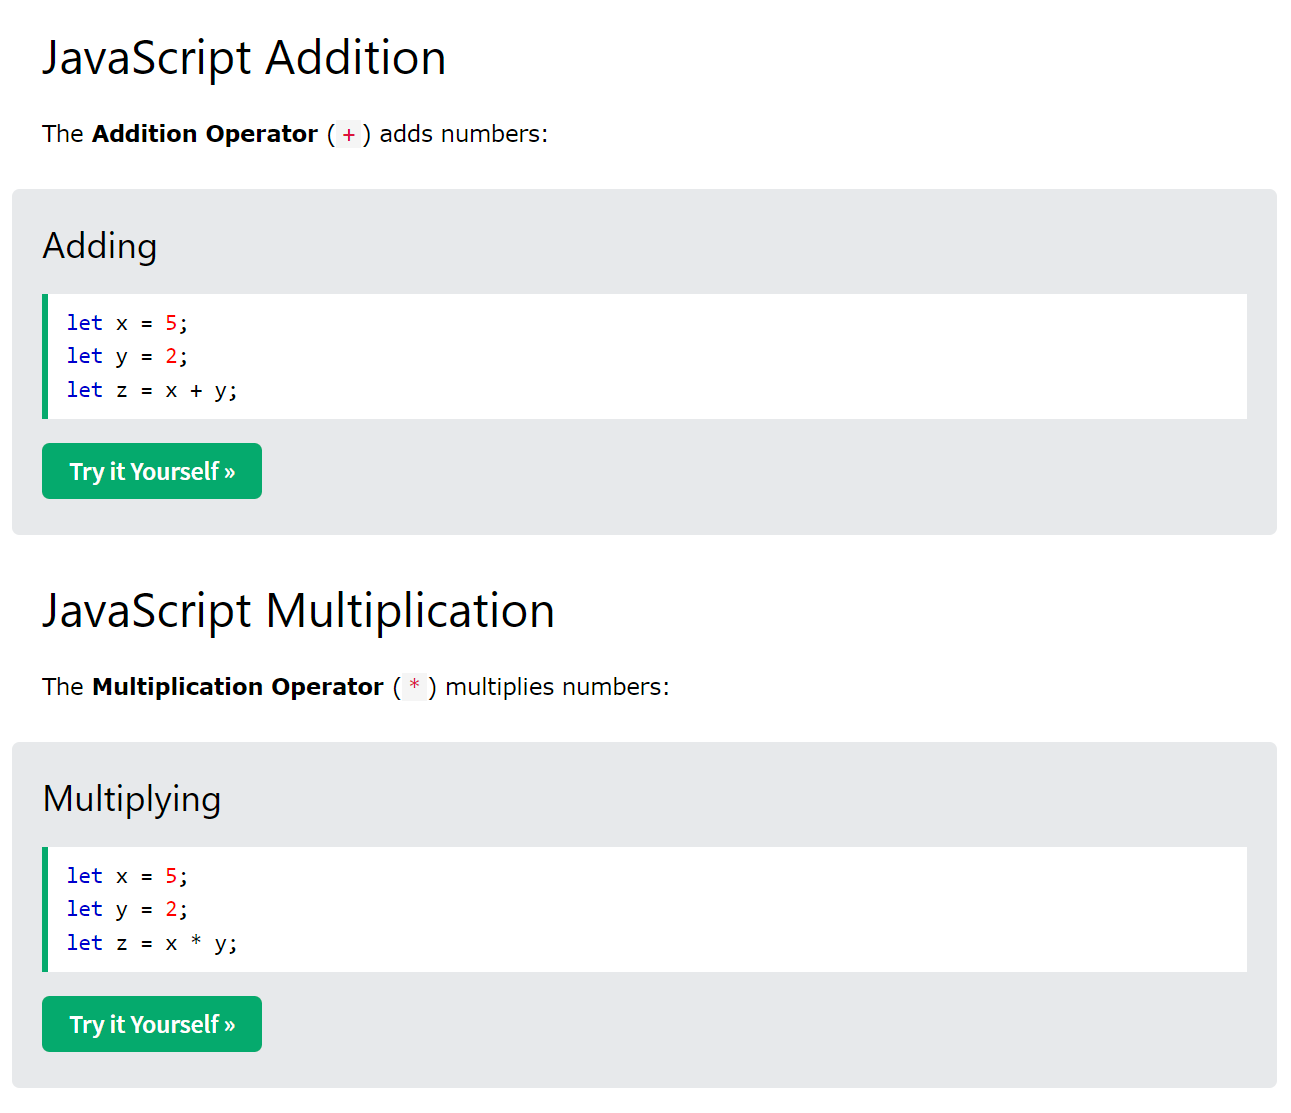 JavaScript Addition
The Addition Operator (+) adds numbers:
Adding
let x = 5;
let y = 2;
let z = x + y;
Try it Yourself »
JavaScript Multiplication
The Multiplication Operator (*) multiplies numbers:
Multiplying
let x = 5;
let y = 2;
let z = x * y;
Try it Yourself »